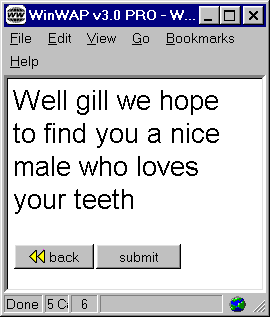 WinWAP v3.0 PRO - W...
File Edit View Go Bookmarks
Help
Well gill we hope
to find you a nice
male who loves
your teeth
back submit
Done 5 C 6